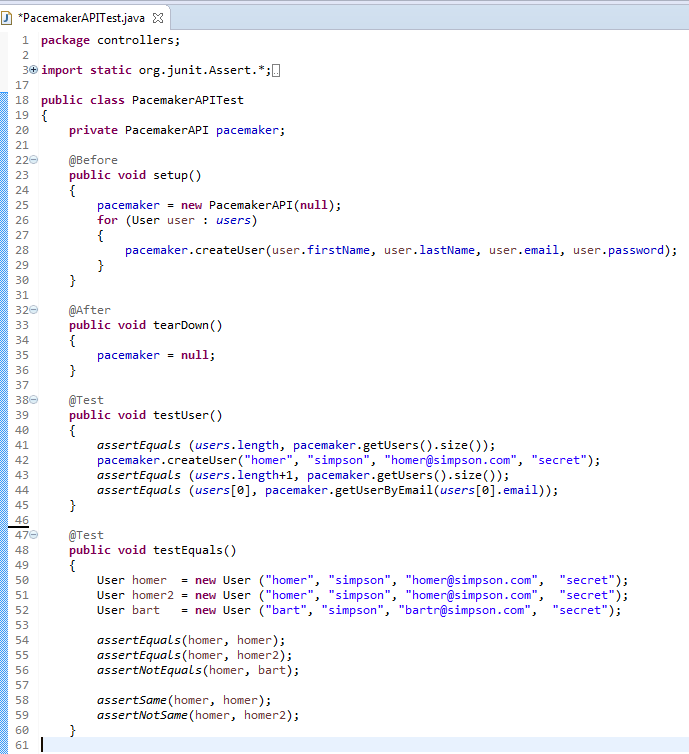 *PacemakerAPITest.java
1 package controllers;
2
3 import static org.junit.Assert.*;
17
18 public class PacemakerAPITest
19 {
20     private PacemakerAPI pacemaker;
21
22     @Before
23     public void setup()
24     {
25         pacemaker = new PacemakerAPI(null);
26         for (User user : users)
27         {
28             pacemaker.createUser(user.firstName, user.lastName, user.email, user.password);
29         }
30     }
31
32     @After
33     public void tearDown()
34     {
35         pacemaker = null;
36     }
37
38     @Test
39     public void testUser()
40     {
41         assertEquals (users.length, pacemaker.getUsers().size());
42         pacemaker.createUser("homer", "simpson", "homer@simpson.com", "secret");
43         assertEquals (users.length+1, pacemaker.getUsers().size());
44         assertEquals (users[0], pacemaker.getUserByEmail(users[0].email));
45     }
46
47     @Test
48     public void testEquals()
49     {
50         User homer  = new User ("homer", "simpson", "homer@simpson.com",  "secret");
51         User homer2 = new User ("homer", "simpson", "homer@simpson.com",  "secret");
52         User bart   = new User ("bart", "simpson", "bartr@simpson.com",  "secret");
53
54         assertEquals(homer, homer);
55         assertEquals(homer, homer2);
56         assertNotEquals(homer, bart);
57
58         assertSame(homer, homer);
59         assertNotSame(homer, homer2);
60     }
61